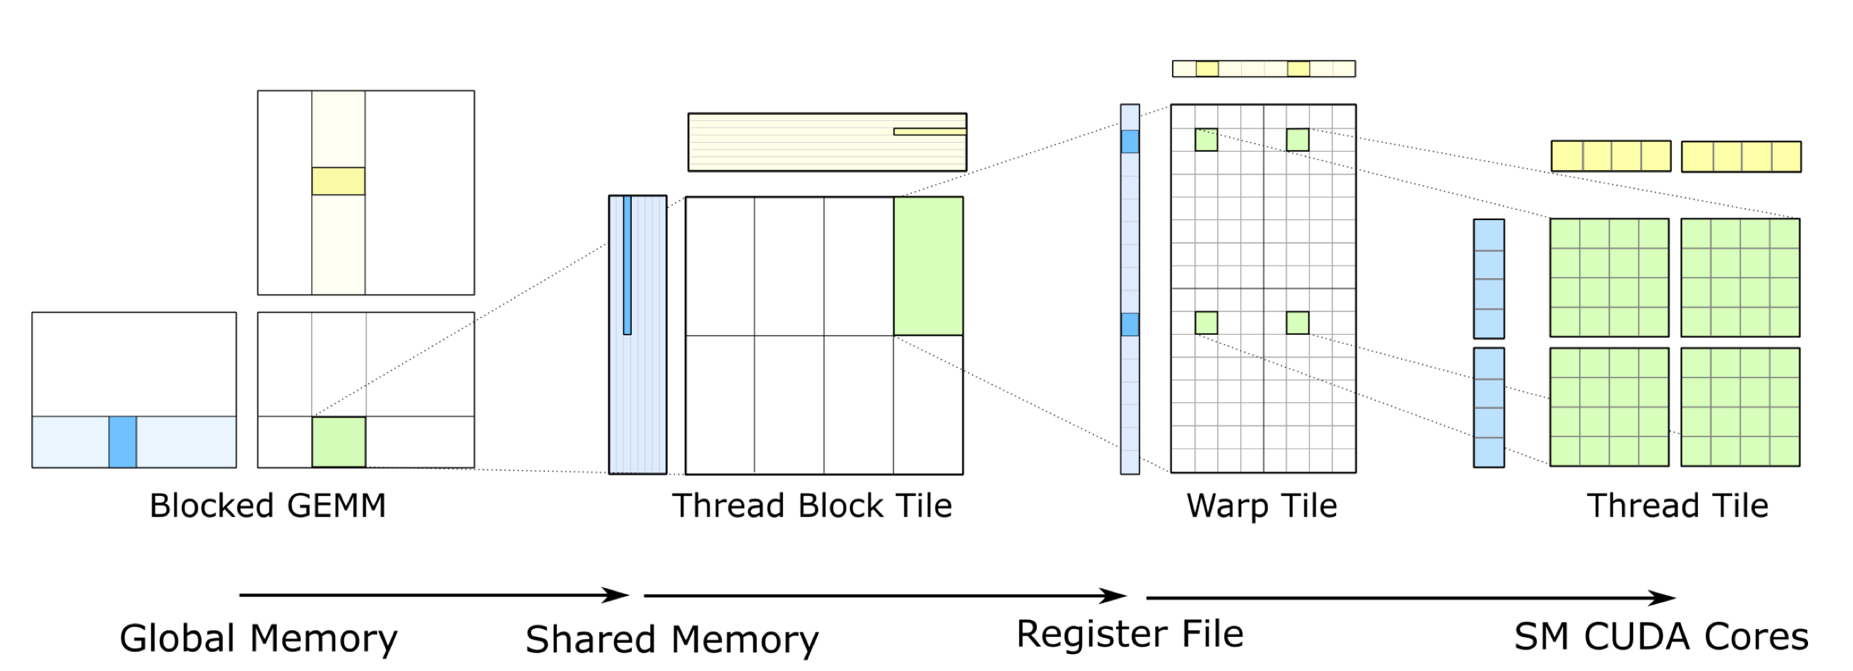 Blocked GEMM
Thread Block Tile
Warp Tile
Thread Tile
Global Memory
Shared Memory
Register File
SM CUDA Cores